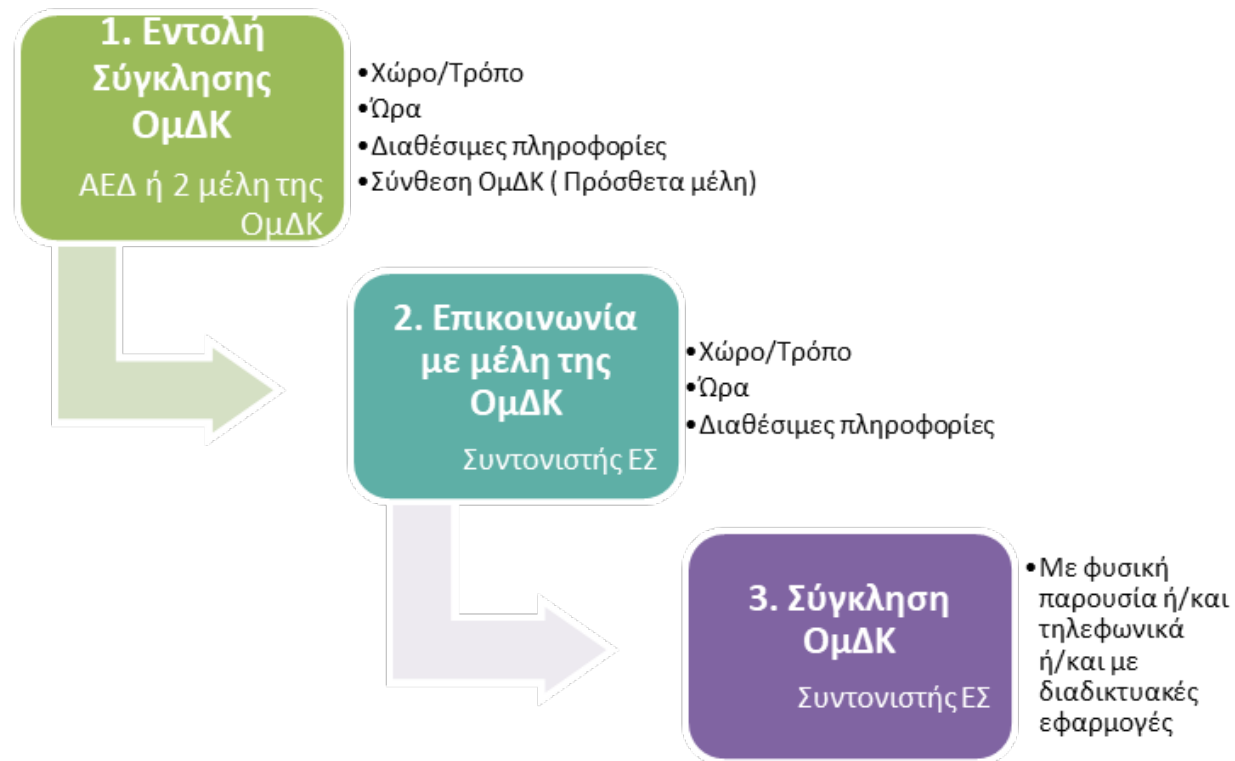 1. Εντολή
Σύγκλησης
ΟμΔΚ
ΑΕΔ ή 2 μέλη της
ΟμΔΚ
•Χώρο/Τρόπο
•Ώρα
•Διαθέσιμες πληροφορίες
•Σύνθεση ΟμΔΚ ( Πρόσθετα μέλη)
2. Επικοινωνία
με μέλη της
ΟμΔΚ
Συντονιστής ΕΣ
•Χώρο/Τρόπο
•Ώρα
•Διαθέσιμες πληροφορίες
3. Σύγκληση
ΟμΔΚ
Συντονιστής ΕΣ
•Με φυσική
παρουσία ή/και
τηλεφωνικά
ή/και με
διαδικτυακές
εφαρμογές